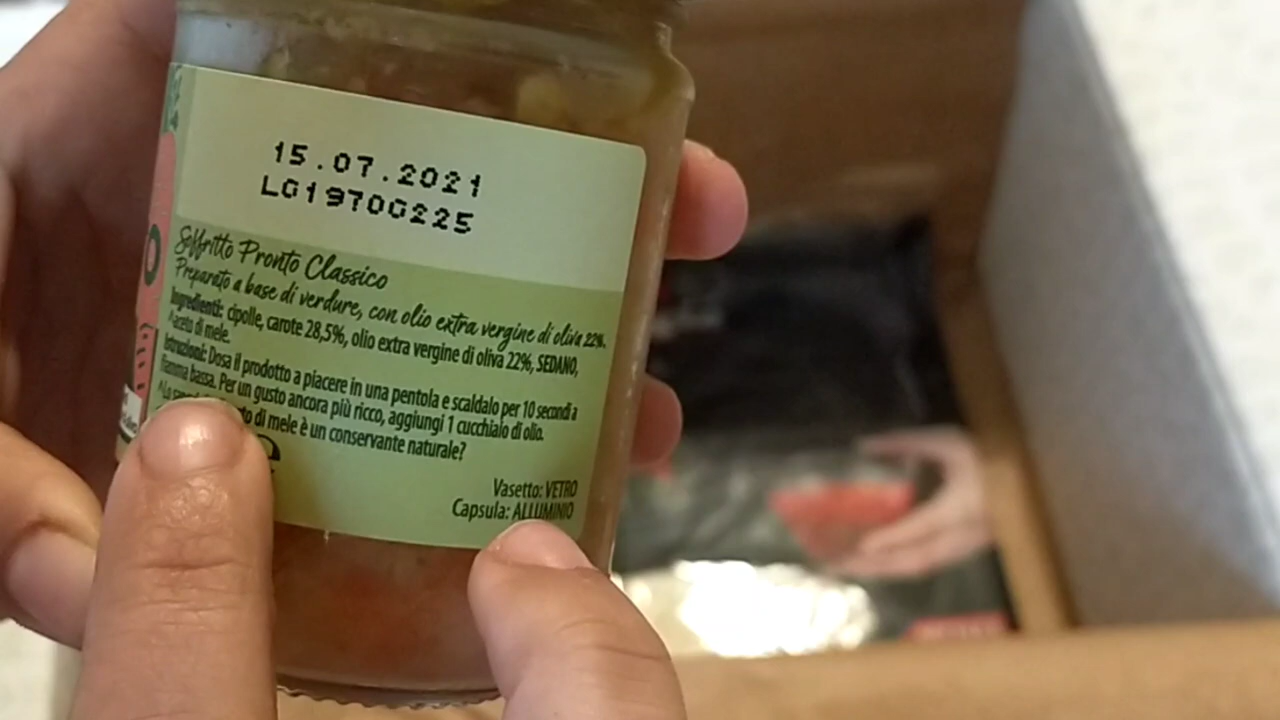 15.07.2021
LG1970G225
Soffritto Pronto Classico
Preparato a base di verdure, con olio extra vergine di oliva 22%.
Ingredienti: cipolle, carote 28,5%, olio extra vergine di oliva 22%, SEDANO,
^aceto di mele.
Istruzioni: Dosa il prodotto a piacere in una pentola e scaldalo per 10 secondi a
fiamma bassa. Per un gusto ancora più ricco, aggiungi 1 cucchiaio di olio.
di mele è un conservante naturale?
e
Vasetto: VETRO
Capsula: ALLUMINIO